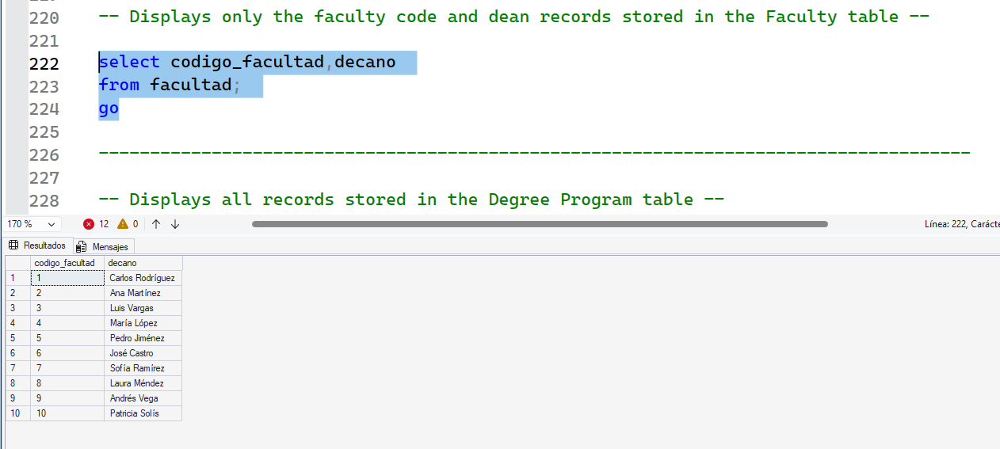 220 -- Displays only the faculty code and dean records stored in the Faculty table --
221
222 select codigo_facultad,decano
223 from facultad;
224 go
225
226 -------------------------------------------------------------------------------------
227
228 -- Displays all records stored in the Degree Program table --
170 % 12 0 Línea: 222, Carácte
Resultados Mensajes
codigo_facultad decano
1 1 Carlos Rodríguez
2 2 Ana Martínez
3 3 Luis Vargas
4 4 María López
5 5 Pedro Jiménez
6 6 José Castro
7 7 Sofía Ramírez
8 8 Laura Méndez
9 9 Andrés Vega
10 10 Patricia Solís